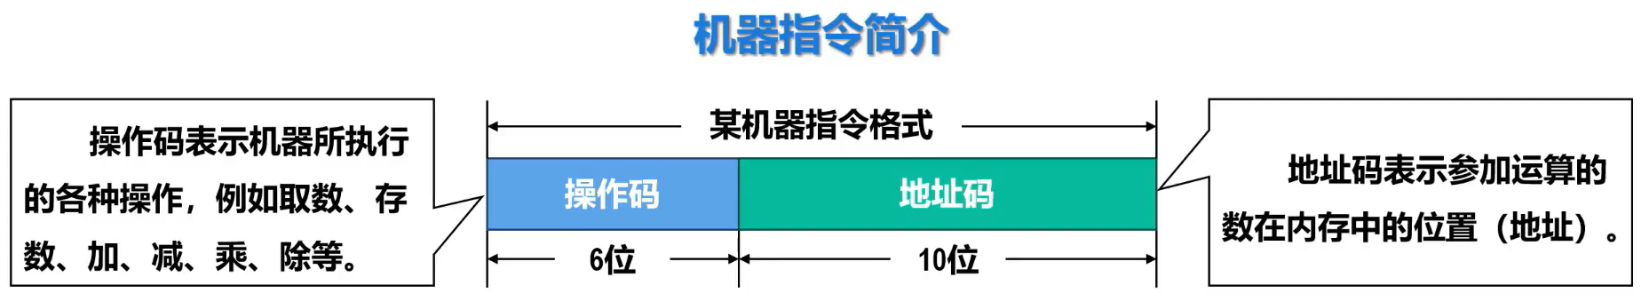 机器指令简介
操作码表示机器所执行
的各种操作，例如取数、存
数、加、减、乘、除等。
某机器指令格式
操作码
地址码
6位
10位
地址码表示参加运算的
数在内存中的位置（地址）。